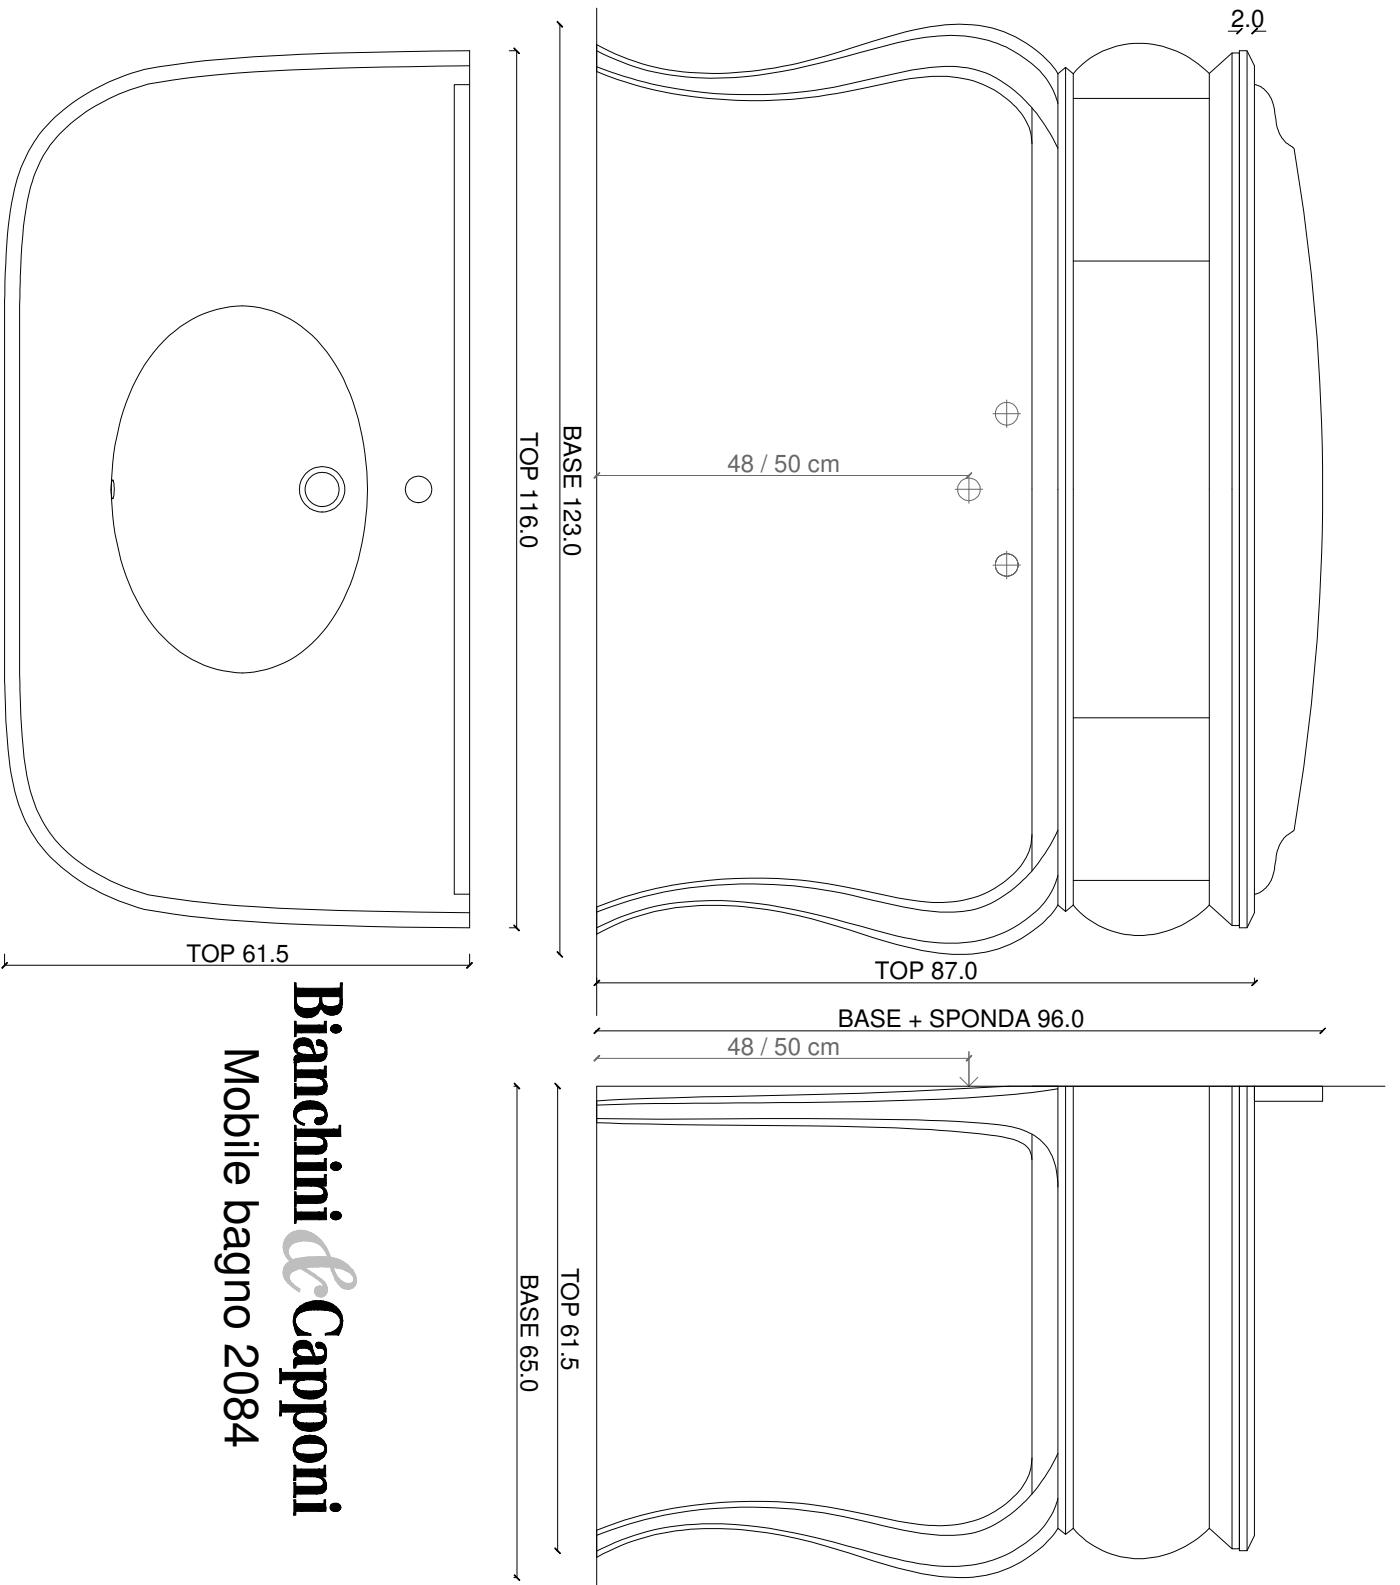 2.0
48 / 50 cm
BASE 123.0
TOP 116.0
TOP 61.5
TOP 87.0
BASE + SPONDA 96.0
48 / 50 cm
TOP 61.5
BASE 65.0
Bianchini & Capponi
Mobile bagno 2084